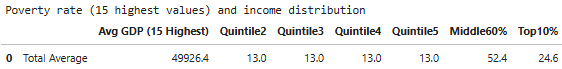 Poverty rate (15 highest values) and income distribution
Avg GDP (15 Highest) Quintile2 Quintile3 Quintile4 Quintile5 Middle60% Top10%
0 Total Average 49926.4 13.0 13.0 13.0 13.0 52.4 24.6